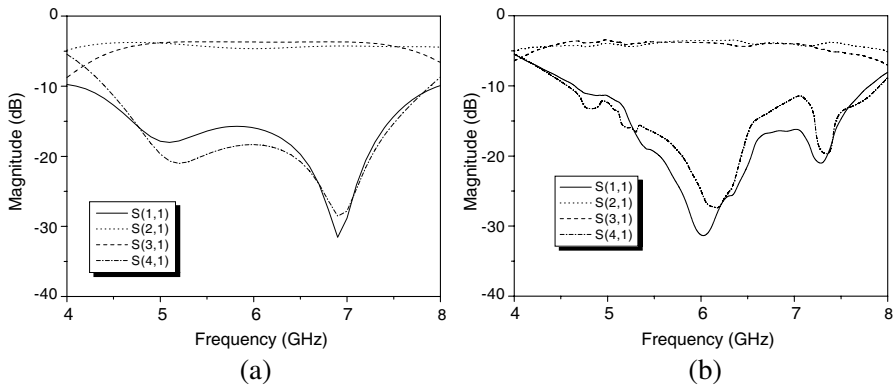 0
-10
-20
-30
-40
Magnitude (dB)
S(1,1)
S(2,1)
S(3,1)
S(4,1)
4 5 6 7 8
Frequency (GHz)
(a)
0
-10
-20
-30
-40
Magnitude (dB)
S(1,1)
S(2,1)
S(3,1)
S(4,1)
4 5 6 7 8
Frequency (GHz)
(b)